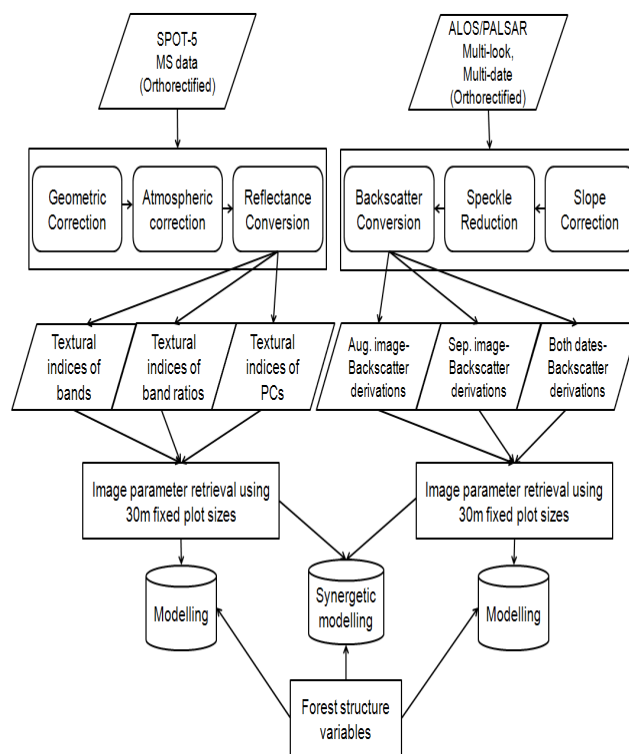 SPOT-5
MS data
(Orthorectified)
ALOS/PALSAR
Multi-look,
Multi-date
(Orthorectified)
Geometric
Correction
Atmospheric
correction
Reflectance
Conversion
Backscatter
Conversion
Speckle
Reduction
Slope
Correction
Textural
indices of
bands
Textural
indices of
band ratios
Textural
indices of
PCs
Aug. image-
Backscatter
derivations
Sep. image-
Backscatter
derivations
Both dates-
Backscatter
derivations
Image parameter retrieval using
30m fixed plot sizes
Image parameter retrieval using
30m fixed plot sizes
Modelling
Synergetic
modelling
Modelling
Forest structure
variables